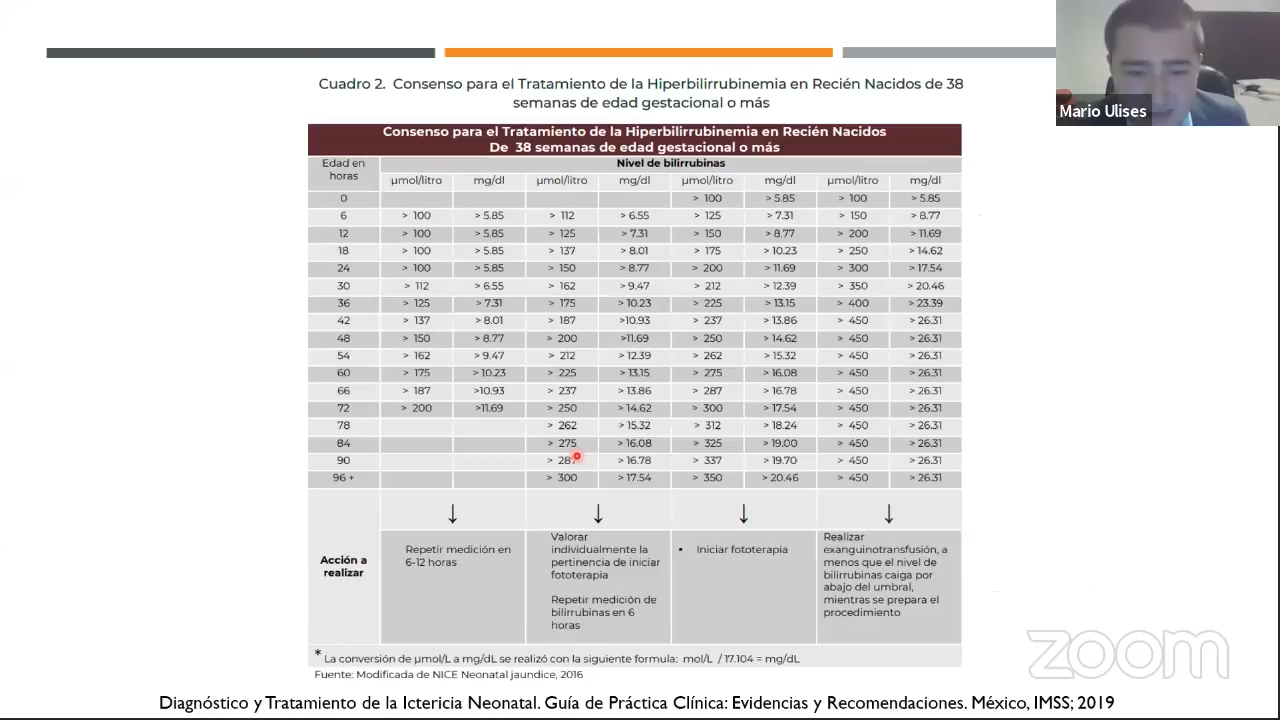 Cuadro 2. Consenso para el Tratamiento de la Hiperbilirrubinemia en Recién Nacidos de 38
semanas de edad gestacional o más
Mario Ulises
Consenso para el Tratamiento de la Hiperbilirrubinemia en Recién Nacidos
De 38 semanas de edad gestacional o más
Edad en horas Nivel de bilirrubinas
µmol/litro mg/dl µmol/litro mg/dl µmol/litro mg/dl µmol/litro mg/dl
0 > 100 > 5.85 > 100 > 5.85
6 > 100 > 5.85 > 112 > 6.55 > 125 > 7.31 > 150 > 8.77
12 > 100 > 5.85 > 125 > 7.31 > 150 > 8.77 > 200 > 11.69
18 > 100 > 5.85 > 137 > 8.01 > 175 > 10.23 > 250 > 14.62
24 > 100 > 5.85 > 150 > 8.77 > 200 > 11.69 > 300 > 17.54
30 > 112 > 6.55 > 162 > 9.47 > 212 > 12.39 > 350 > 20.46
36 > 125 > 7.31 > 175 > 10.23 > 225 > 13.15 > 400 > 23.39
42 > 137 > 8.01 > 187 >10.93 > 237 > 13.86 > 450 > 26.31
48 > 150 > 8.77 > 200 >11.69 > 250 > 14.62 > 450 > 26.31
54 > 162 > 9.47 > 212 > 12.39 > 262 > 15.32 > 450 > 26.31
60 > 175 > 10.23 > 225 > 13.15 > 275 > 16.08 > 450 > 26.31
66 > 187 >10.93 > 237 > 13.86 > 287 > 16.78 > 450 > 26.31
72 > 200 >11.69 > 250 > 14.62 > 300 > 17.54 > 450 > 26.31
78 > 262 > 15.32 > 312 > 18.24 > 450 > 26.31
84 > 275 > 16.08 > 325 > 19.00 > 450 > 26.31
90 > 287 > 16.78 > 337 > 19.70 > 450 > 26.31
96 + > 300 > 17.54 > 350 > 20.46 > 450 > 26.31
Acción a
realizar
Repetir medición en
6-12 horas
Valorar
individualmente la
pertinencia de iniciar
fototerapia
Repetir medición de
bilirrubinas en 6
horas
▪ Iniciar fototerapia
Realizar
exanguinotransfusión, a
menos que el nivel de
bilirrubinas caiga por
abajo del umbral,
mientras se prepara el
procedimiento
* La conversión de µmol/L a mg/dL se realizó con la siguiente formula: mol/L / 17.104 = mg/dL
Fuente: Modificada de NICE Neonatal jaundice, 2016
zoom
Diagnóstico y Tratamiento de la Ictericia Neonatal. Guía de Práctica Clínica: Evidencias y Recomendaciones. México, IMSS; 2019